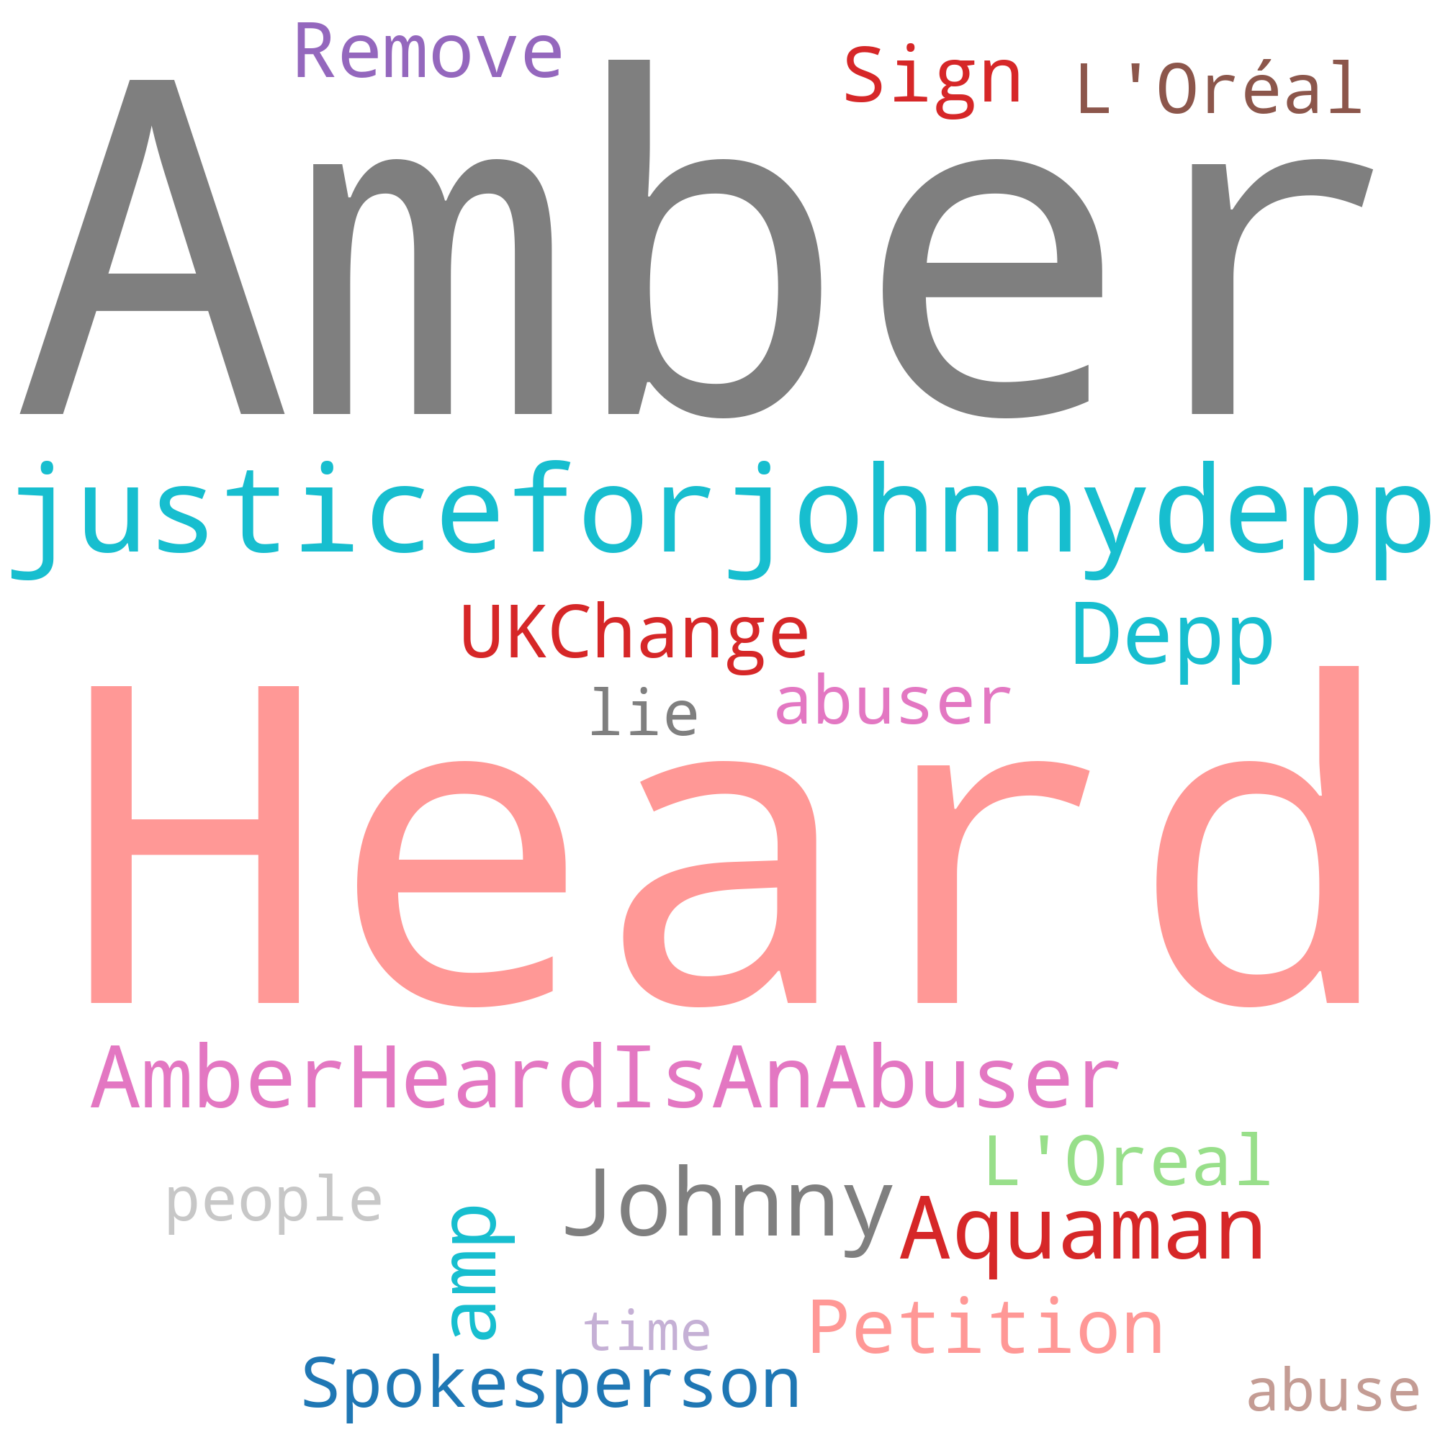 Remove
Sign
L'Oréal
Amber
justiceforjohnnydepp
UKChange
Depp
lie
abuser
Heard
AmberHeardIsAnAbuser
L'Oreal
people
amp
Johnny
Aquaman
time
Petition
Spokesperson
abuse